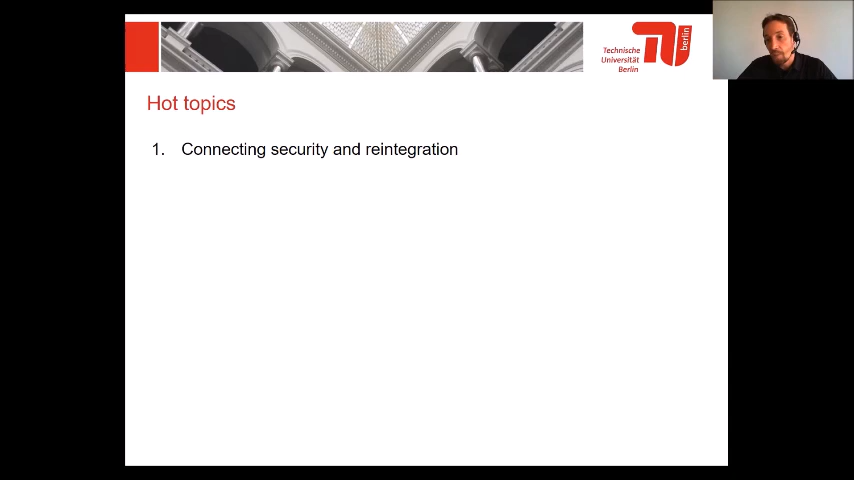 Technische
Universität
Berlin
berlin
Hot topics
1. Connecting security and reintegration